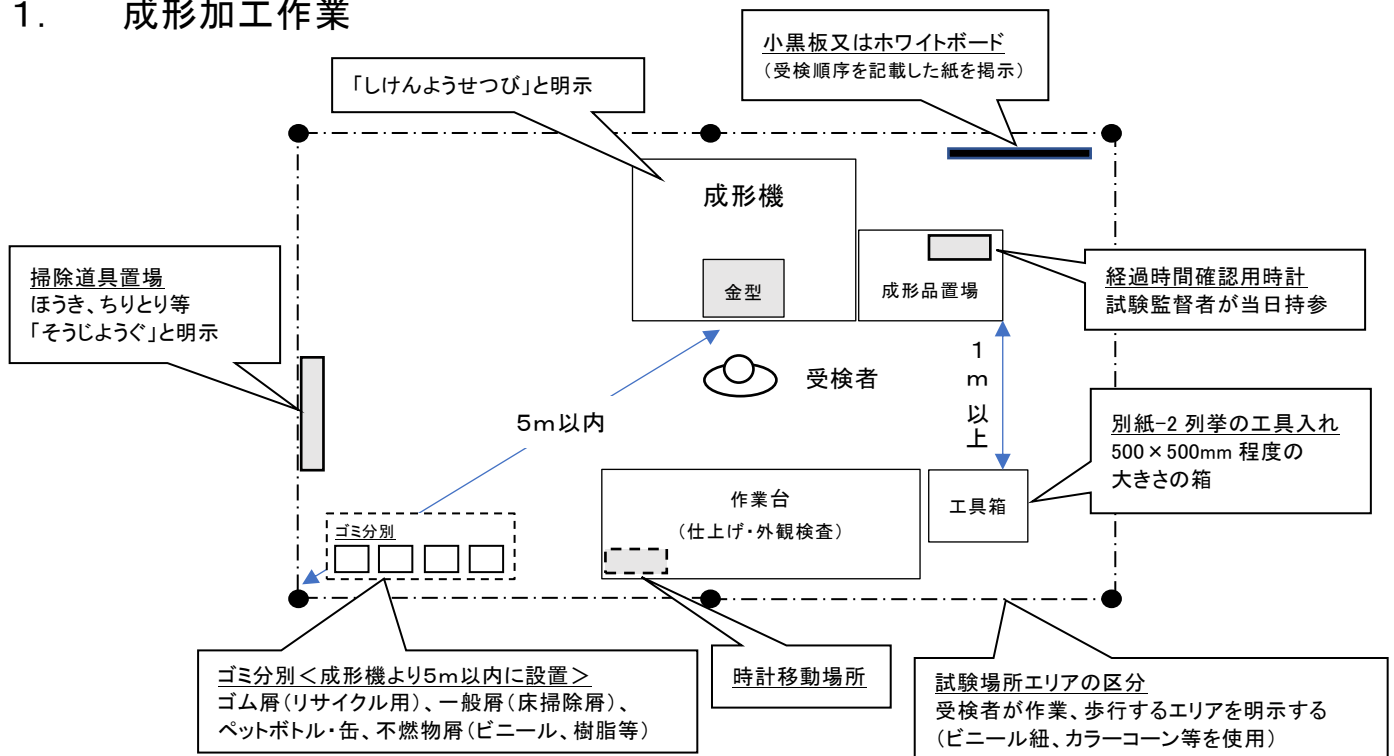 1.　成形加工作業
小黒板又はホワイトボード
（受検順序を記載した紙を掲示）
「しけんようせつび」と明示
成形機
掃除道具置場
ほうき、ちりとり等
「そうじようぐ」と明示
金型
成形品置場
経過時間確認用時計
試験監督者が当日持参
受検者
1m以上
5m以内
別紙-2 列挙の工具入れ
500×500mm 程度の
大きさの箱
作業台
（仕上げ・外観検査）
工具箱
ゴミ分別
ゴミ分別＜成形機より5m以内に設置＞
ゴム屑（リサイクル用）、一般屑（床掃除屑）、
ペットボトル・缶、不燃物屑（ビニール、樹脂等）
時計移動場所
試験場所エリアの区分
受検者が作業、歩行するエリアを明示する
（ビニール紐、カラーコーン等を使用）